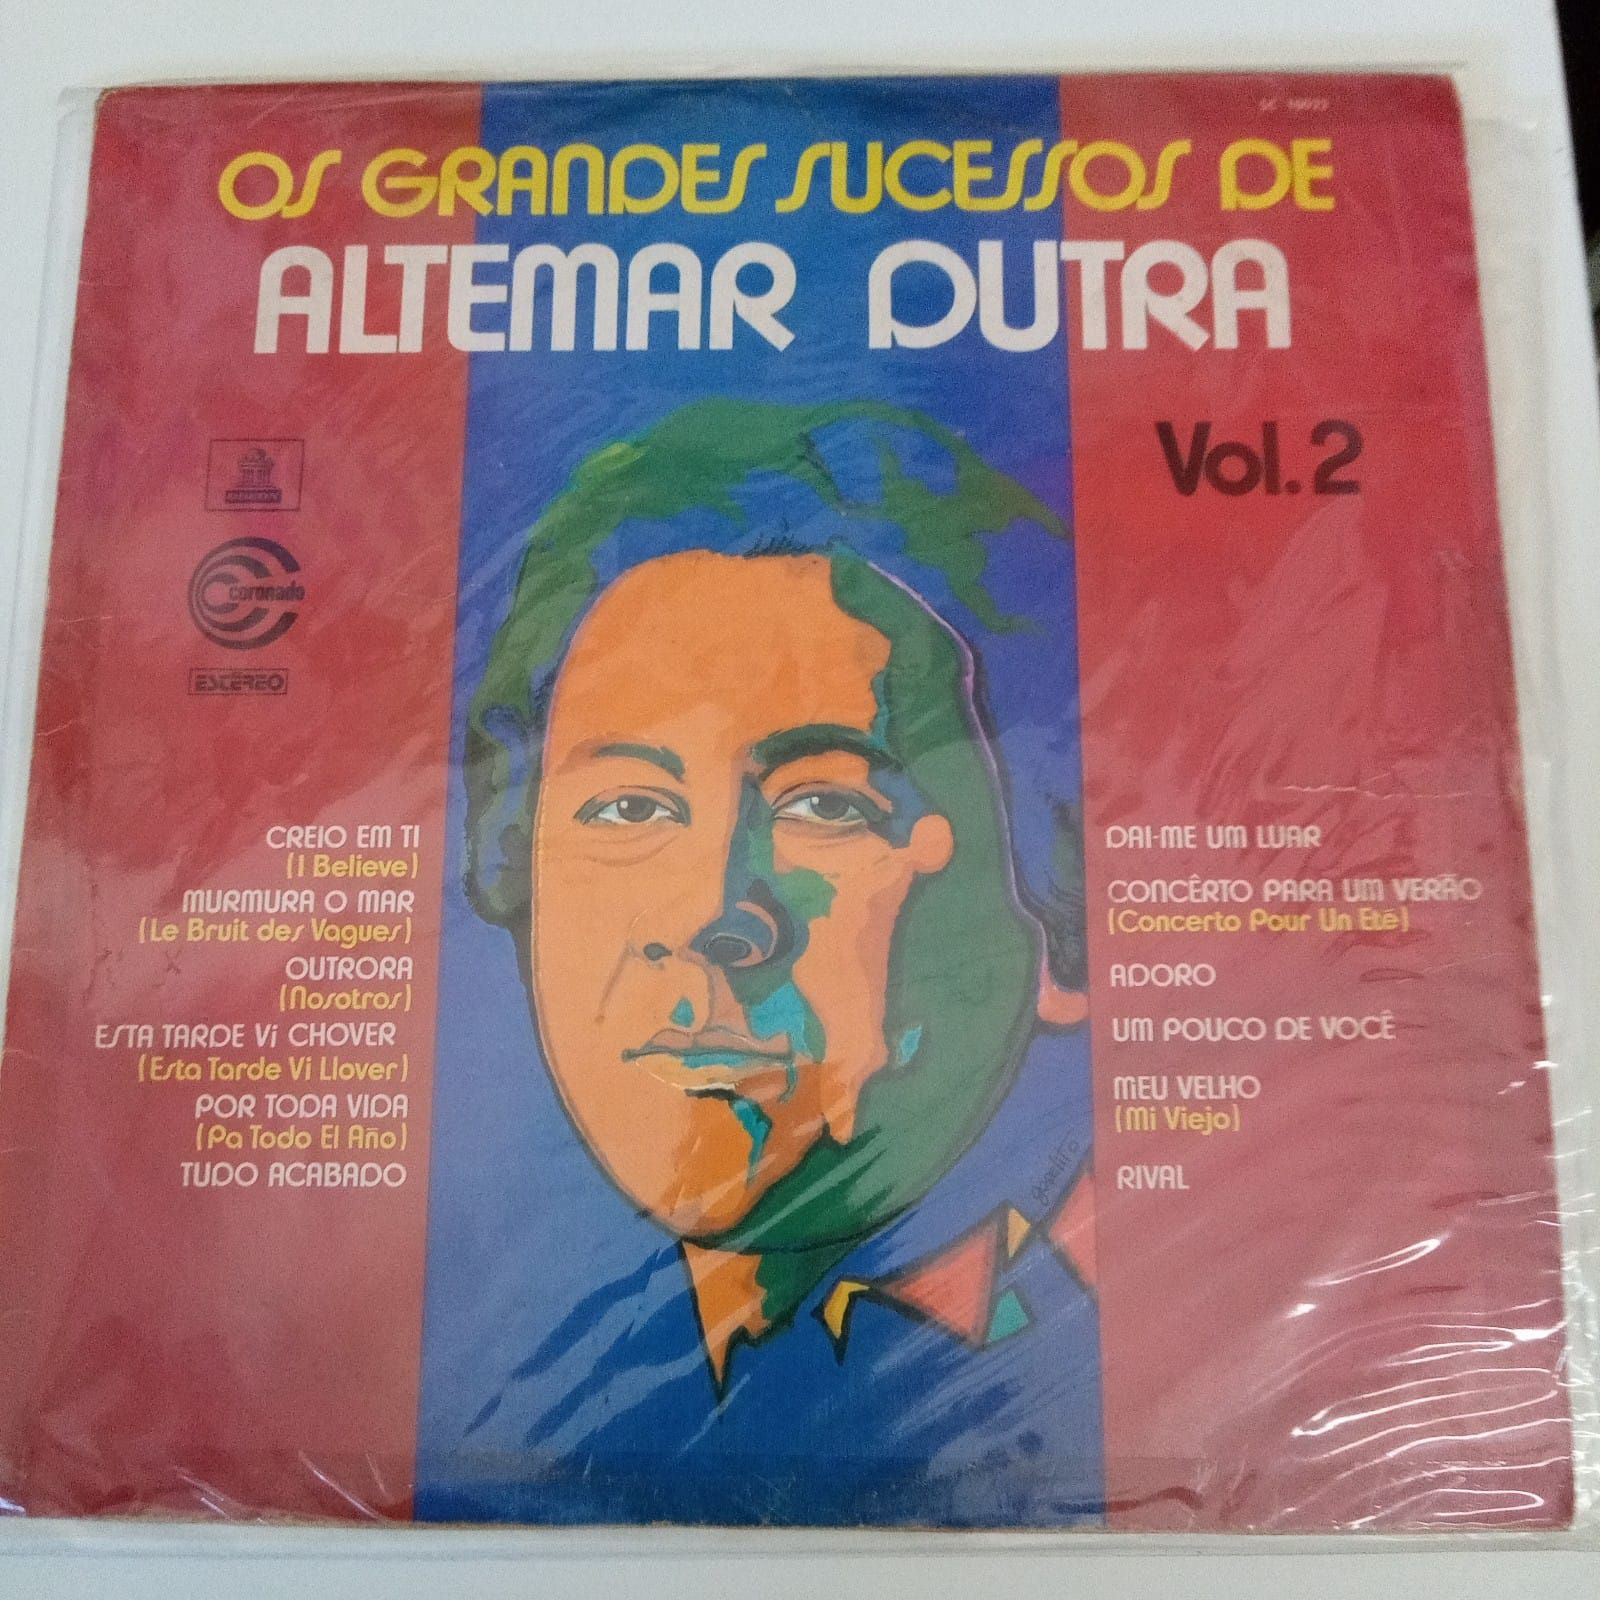 OS GRANDES SUCESSOS DE
ALTEMAR DUTRA
Vol. 2
ODEON
coronado
ESTÉREO
CREIO EM TI
(I Believe)
MURMURA O MAR
(Le Bruit des Vagues)
OUTRORA
(Nosotros)
ESTA TARDE Vi CHOVER
(Esta Tarde Vi Llover)
POR TODA VIDA
(Pa Todo El Año)
TUDO ACABADO
DAI-ME UM LUAR
CONCÊRTO PARA UM VERÃO
(Concerto Pour Un Eté)
ADORO
UM POUCO DE VOCÊ
MEU VELHO
(Mi Viejo)
RIVAL